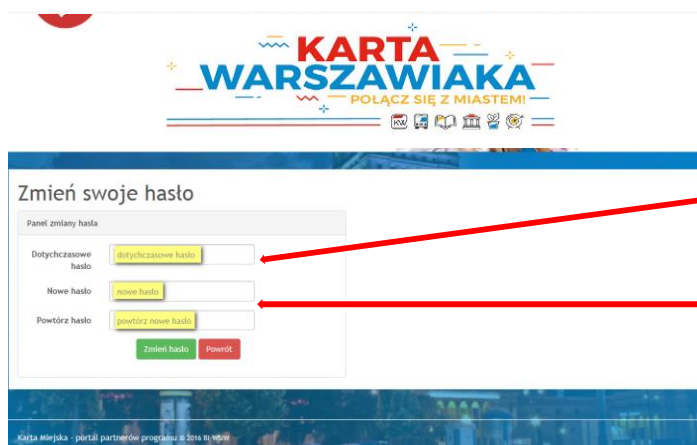 KARTA
WARSZAWIAKA
POŁĄCZ SIĘ Z MIASTEM!
KW
Zmień swoje hasło
Panel zmiany hasła
Dotychczasowe hasło
dotychczasowe hasło
Nowe hasło
nowe hasło
Powtórz hasło
powtórz nowe hasło
Zmień hasło Powrót
Karta Miejska - portal partnerów programu © 2016